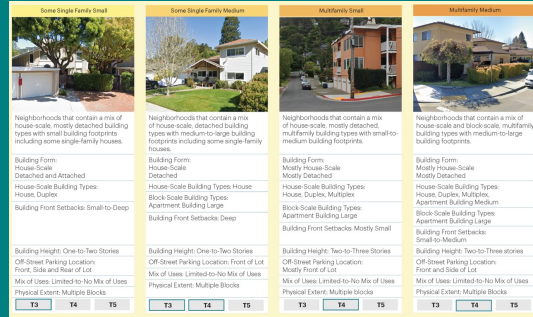 Some Single Family Small
Neighborhoods that contain a mix
of house-scale, mostly detached building
types with small building footprints
including some single-family houses.
Building Form:
House-Scale
Detached and Attached
House-Scale Building Types:
House, Duplex
Building Front Setbacks: Small-to-Deep
Building Height: One-to-Two Stories
Off-Street Parking Location:
Front, Side and Rear of Lot
Mix of Uses: Limited-to-No Mix of Uses
Physical Extent: Multiple Blocks
T3 T4 T5
Some Single Family Medium
Neighborhoods that contain a mix
of house-scale, detached building
types with medium-to-large building
footprints including some single-family
houses.
Building Form:
House-Scale
Detached
House-Scale Building Types: House
Block-Scale Building Types:
Apartment Building Large
Building Front Setbacks: Deep
Building Height: One-to-Two Stories
Off-Street Parking Location: Front of Lot
Mix of Uses: Limited-to-No Mix of Uses
Physical Extent: Multiple Blocks
T3 T4 T5
Multifamily Small
Neighborhoods that contain a mix of
house-scale, mostly detached,
multifamily building types with small-to-
medium building footprints.
Building Form:
Mostly House-Scale
Mostly Detached
House-Scale Building Types:
House, Duplex, Multiplex
Block-Scale Building Types:
Apartment Building Large
Building Front Setbacks: Mostly Small
Building Height: Two-to-Three Stories
Off-Street Parking Location:
Mostly Front of Lot
Mix of Uses: Limited-to-No Mix of Uses
Physical Extent: Multiple Blocks
T3 T4 T5
Multifamily Medium
Neighborhoods that contain a mix of
house-scale and block-scale, multifamily
building types with medium-to-large
building footprints.
Building Form:
Mostly House-Scale
Mostly Detached
House-Scale Building Types:
House, Duplex, Multiplex,
Apartment Building Medium
Block-Scale Building Types:
Apartment Building Large
Building Front Setbacks:
Small-to-Medium
Building Height: Two-to-Three stories
Off-Street Parking Location:
Front and Side of Lot
Mix of Uses: Limited-to-No Mix of Uses
Physical Extent: Multiple Blocks
T3 T4 T5